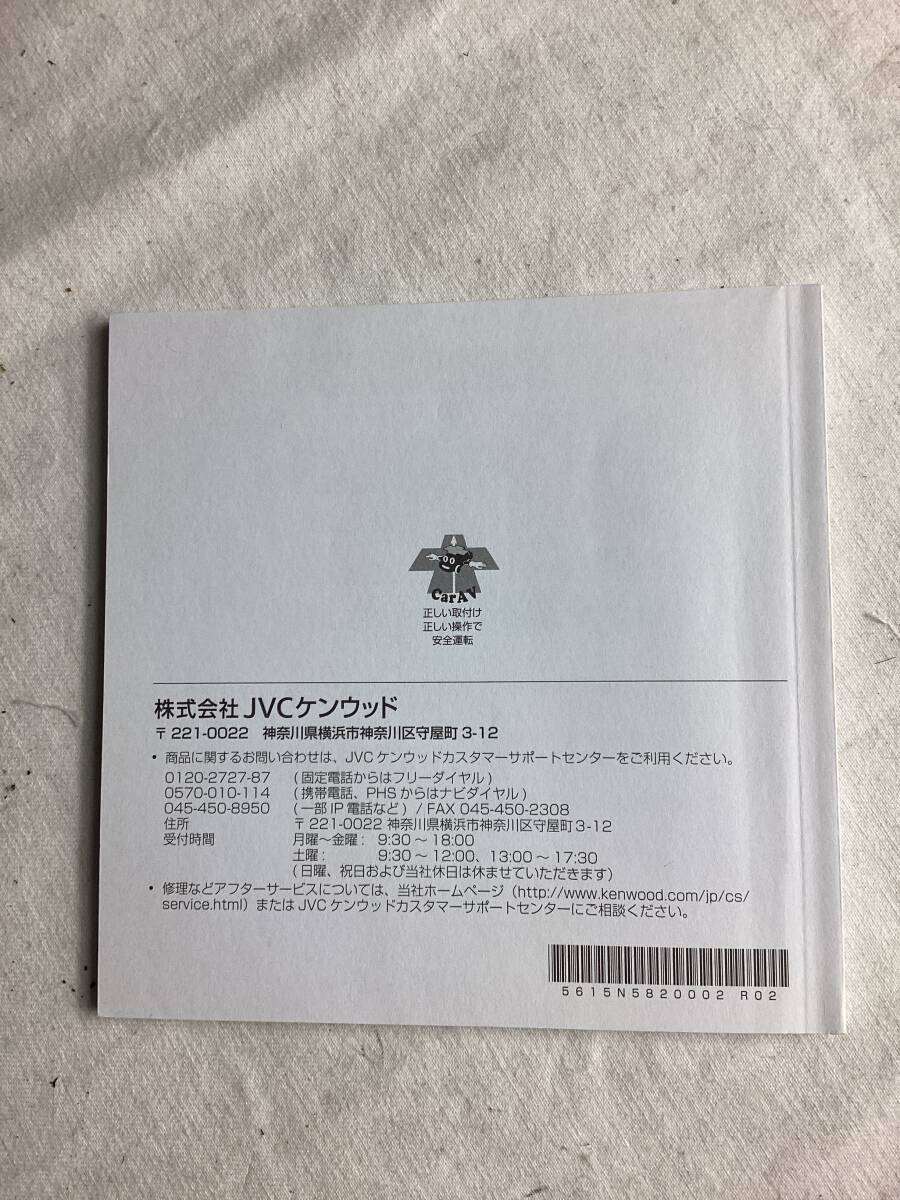 CarAV
正しい取付け
正しい操作で
安全運転
株式会社 JVCケンウッド
〒221-0022 神奈川県横浜市神奈川区守屋町 3-12
• 商品に関するお問い合わせは、JVC ケンウッドカスタマーサポートセンターをご利用ください。
0120-2727-87 (固定電話からはフリーダイヤル)
0570-010-114 (携帯電話、PHS からはナビダイヤル)
045-450-8950 (一部 IP 電話など) / FAX 045-450-2308
住所 〒221-0022 神奈川県横浜市神奈川区守屋町 3-12
受付時間 月曜〜金曜: 9:30 〜 18:00
土曜: 9:30 〜 12:00、13:00 〜 17:30
(日曜、祝日および当社休日は休ませていただきます)
• 修理などアフターサービスについては、当社ホームページ (http://www.kenwood.com/jp/cs/
service.html) または JVC ケンウッドカスタマーサポートセンターにご相談ください。
5615N5820002 R02